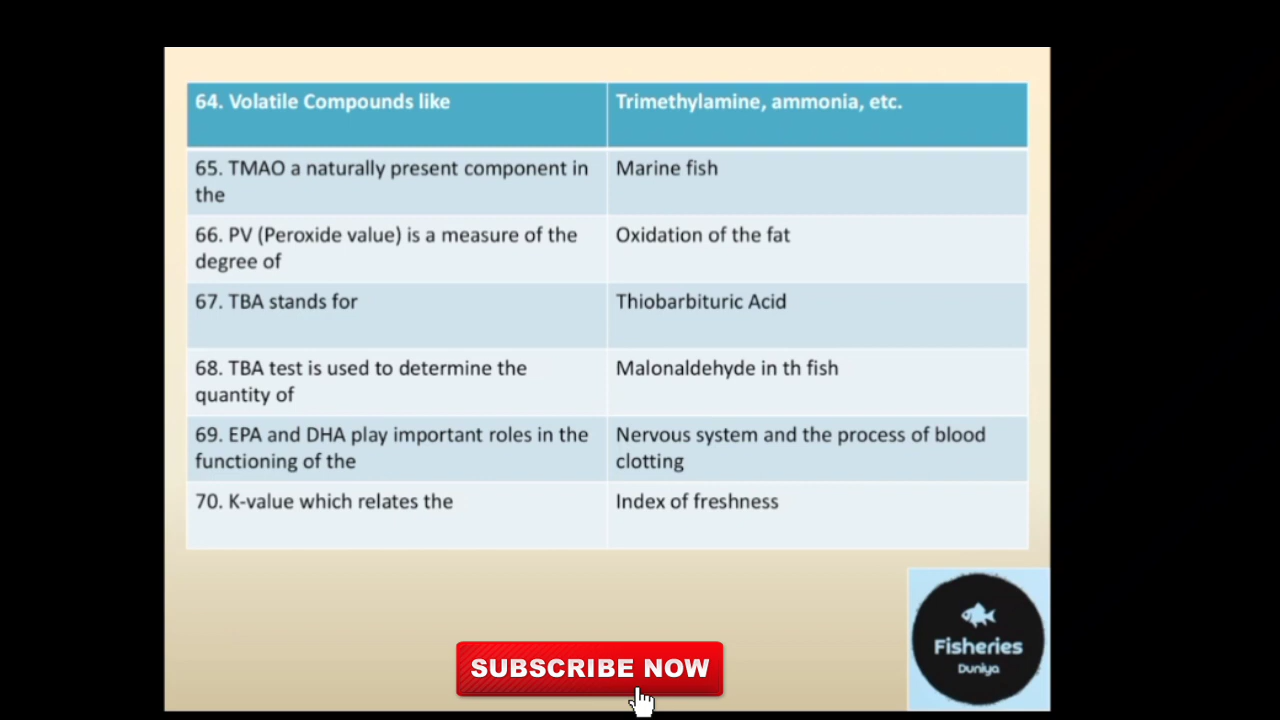 64. Volatile Compounds like
Trimethylamine, ammonia, etc.
65. TMAO a naturally present component in
the
Marine fish
66. PV (Peroxide value) is a measure of the
degree of
Oxidation of the fat
67. TBA stands for
Thiobarbituric Acid
68. TBA test is used to determine the
quantity of
Malonaldehyde in th fish
69. EPA and DHA play important roles in the
functioning of the
Nervous system and the process of blood
clotting
70. K-value which relates the
Index of freshness
Fisheries
Duniya
SUBSCRIBE NOW